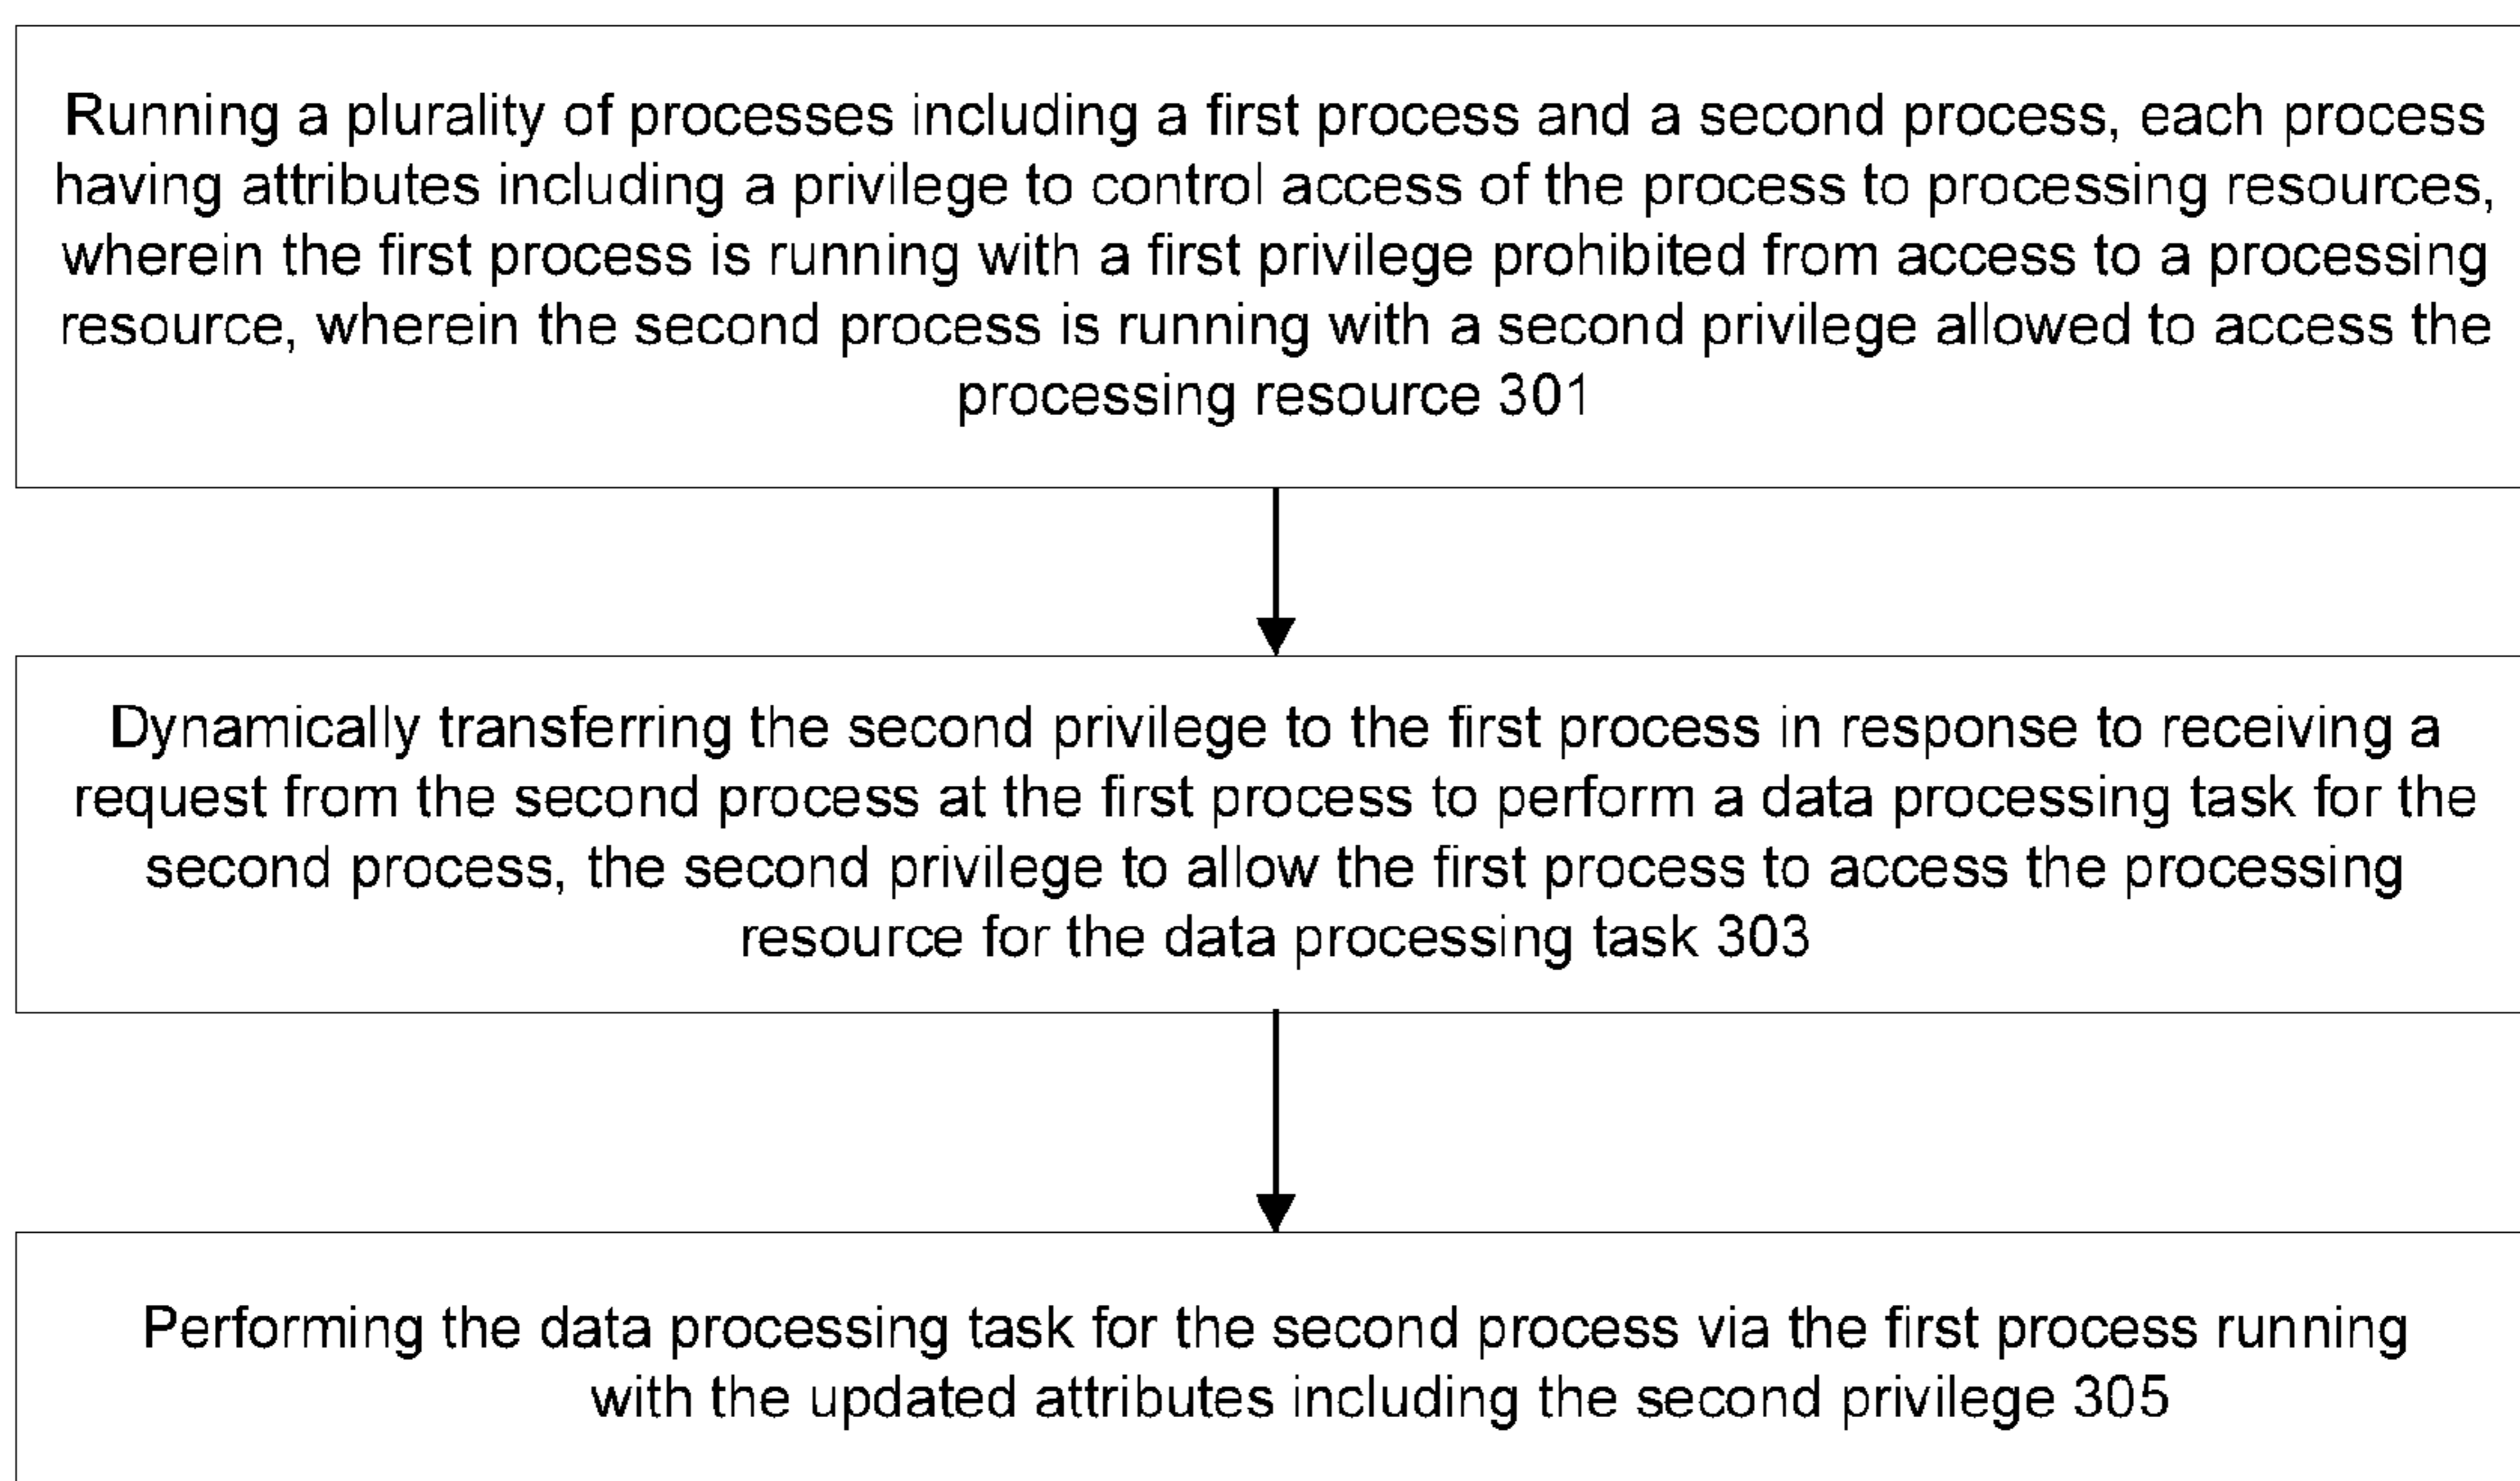 Running a plurality of processes including a first process and a second process, each process
having attributes including a privilege to control access of the process to processing resources,
wherein the first process is running with a first privilege prohibited from access to a processing
resource, wherein the second process is running with a second privilege allowed to access the
processing resource 301
Dynamically transferring the second privilege to the first process in response to receiving a
request from the second process at the first process to perform a data processing task for the
second process, the second privilege to allow the first process to access the processing
resource for the data processing task 303
Performing the data processing task for the second process via the first process running
with the updated attributes including the second privilege 305